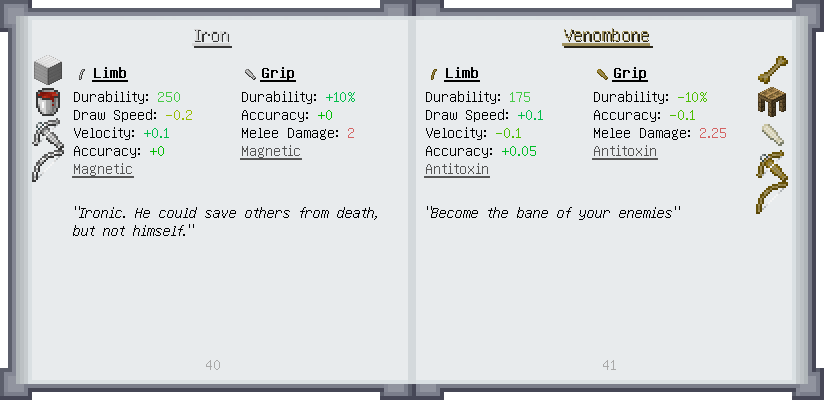 Iron
Limb
Durability: 250
Draw Speed: -0.2
Velocity: +0.1
Accuracy: +0
Magnetic
Grip
Durability: +10%
Accuracy: +0
Melee Damage: 2
Magnetic
"Ironic. He could save others from death,
but not himself."
40
Venombone
Limb
Durability: 175
Draw Speed: +0.1
Velocity: -0.1
Accuracy: +0.05
Antitoxin
Grip
Durability: -10%
Accuracy: -0.1
Melee Damage: 2.25
Antitoxin
"Become the bane of your enemies"
41